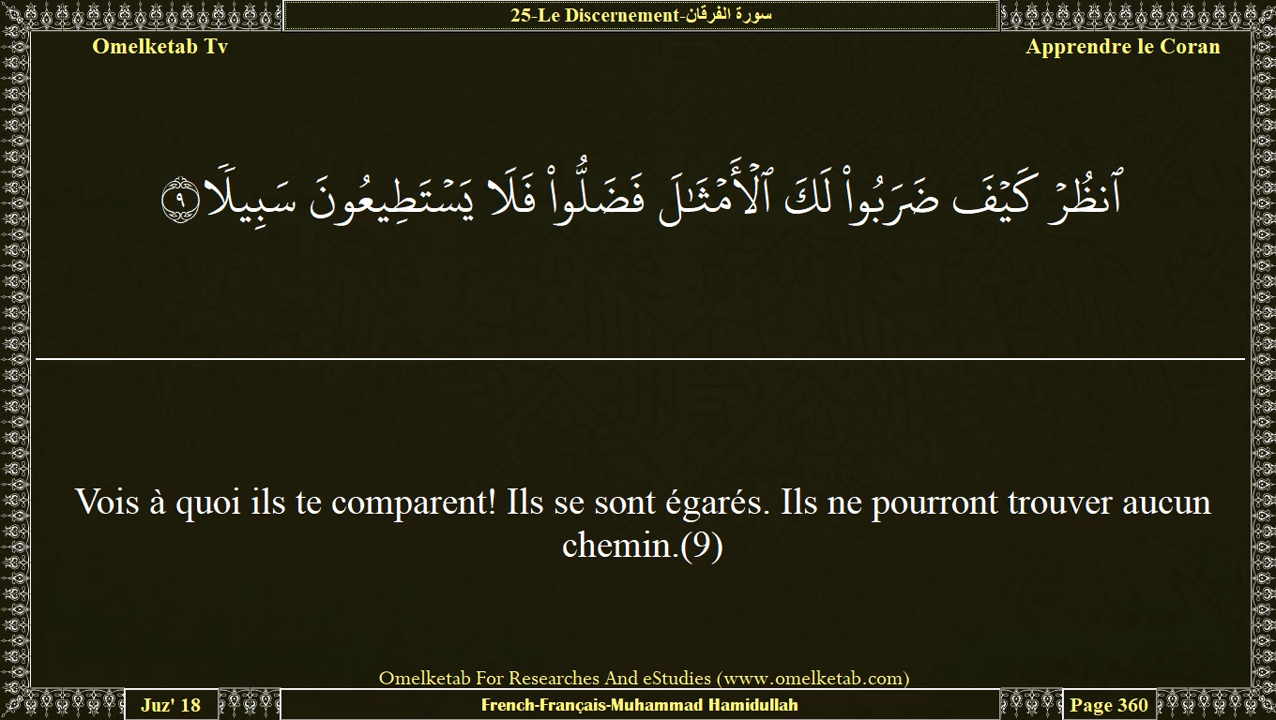 25-Le Discernement-سورة الفرقان
Omelketab Tv
Apprendre le Coran
ٱنظُرْ كَيْفَ ضَرَبُوا۟ لَكَ ٱلْأَمْثَـٰلَ فَضَلُّوا۟ فَلَا يَسْتَطِيعُونَ سَبِيلًا ٩
Vois à quoi ils te comparent! Ils se sont égarés. Ils ne pourront trouver aucun
chemin.(9)
Omelketab For Researches And eStudies (www.omelketab.com)
Juz' 18
French-Français-Muhammad Hamidullah
Page 360